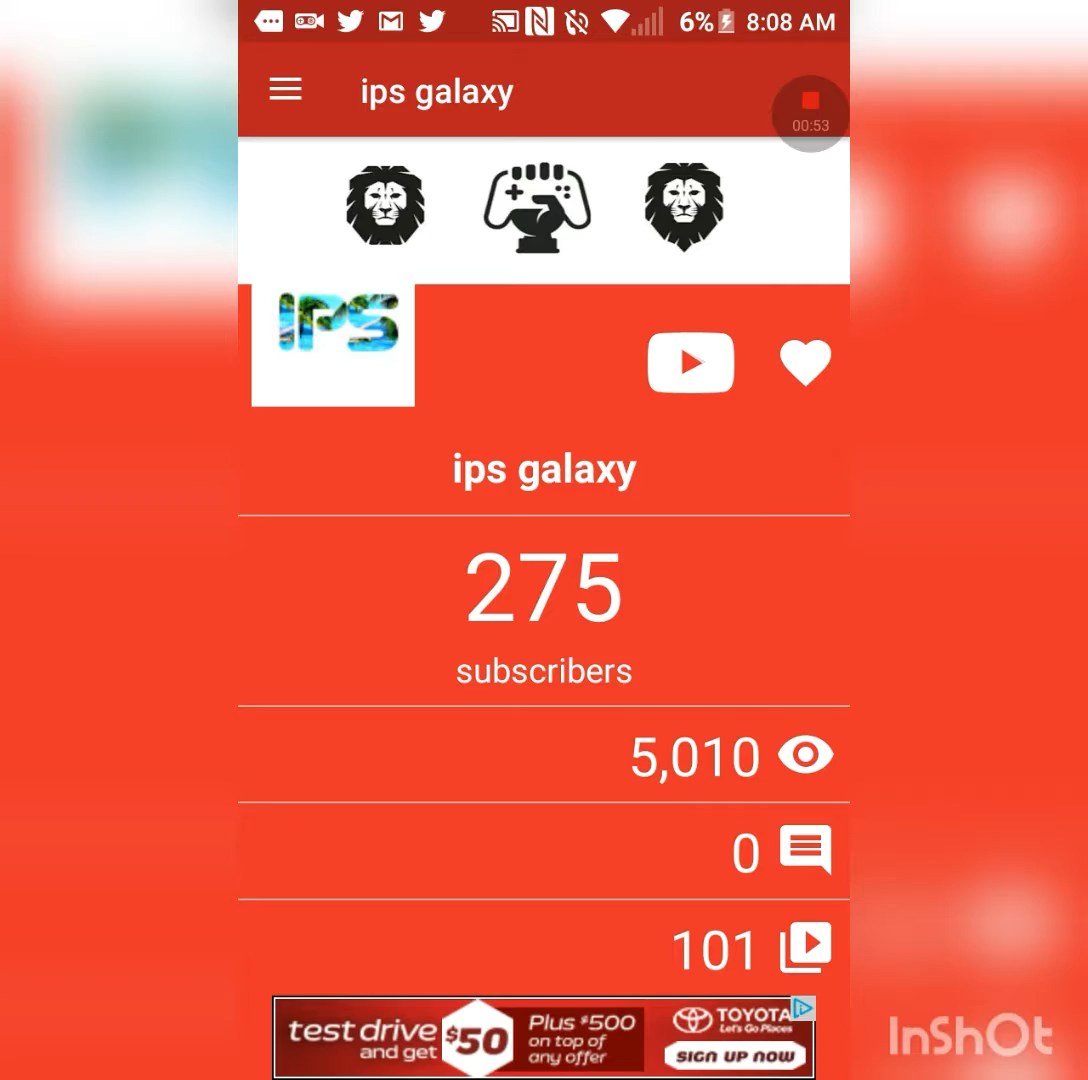 6% 8:08 AM
ips galaxy
00:53
IPS
ips galaxy
275
subscribers
5,010
0
101
test drive
and get
$50
Plus $500
on top of
any offer
TOYOTA
Let's Go Places
SIGN UP NOW
InShOt